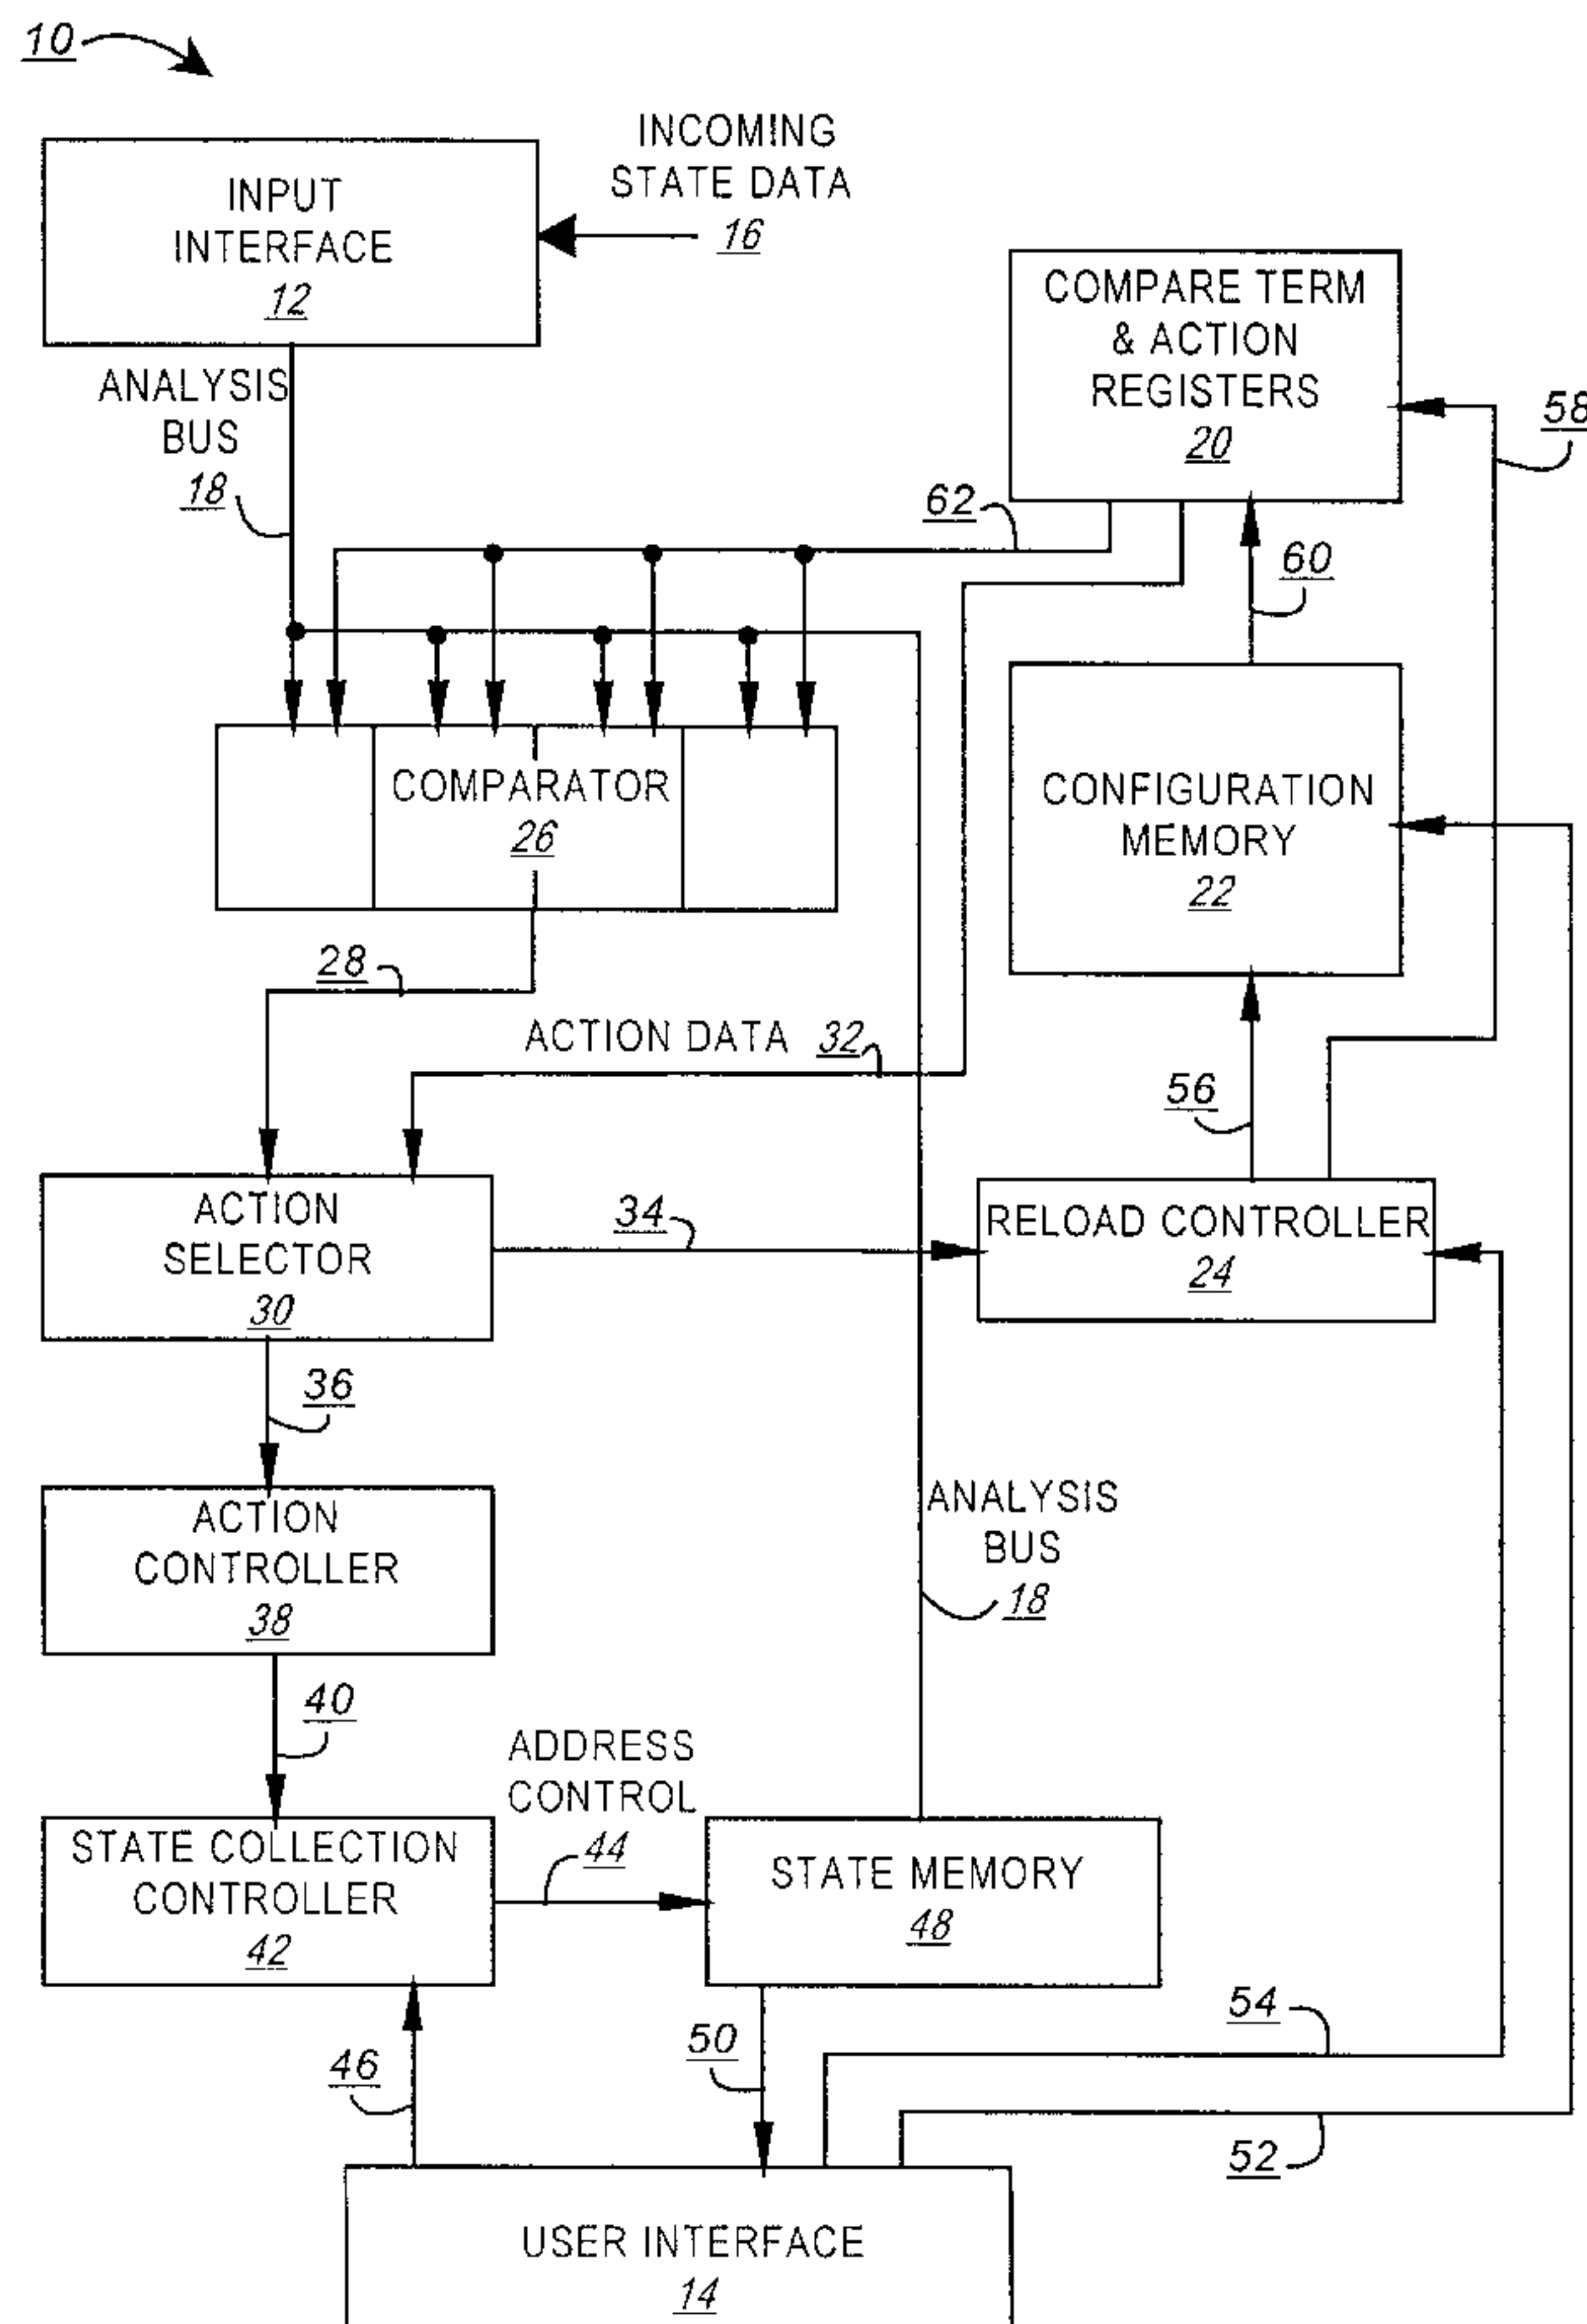 10
INCOMING
STATE DATA
16
INPUT
INTERFACE
12
COMPARE TERM
& ACTION
REGISTERS
20
ANALYSIS
BUS
18
58
62
60
COMPARATOR
26
CONFIGURATION
MEMORY
22
28
ACTION DATA 32
56
ACTION
SELECTOR
30
34
RELOAD CONTROLLER
24
36
ACTION
CONTROLLER
38
ANALYSIS
BUS
18
40
ADDRESS
CONTROL
44
STATE COLLECTION
CONTROLLER
42
STATE MEMORY
48
54
50
46
52
USER INTERFACE
14